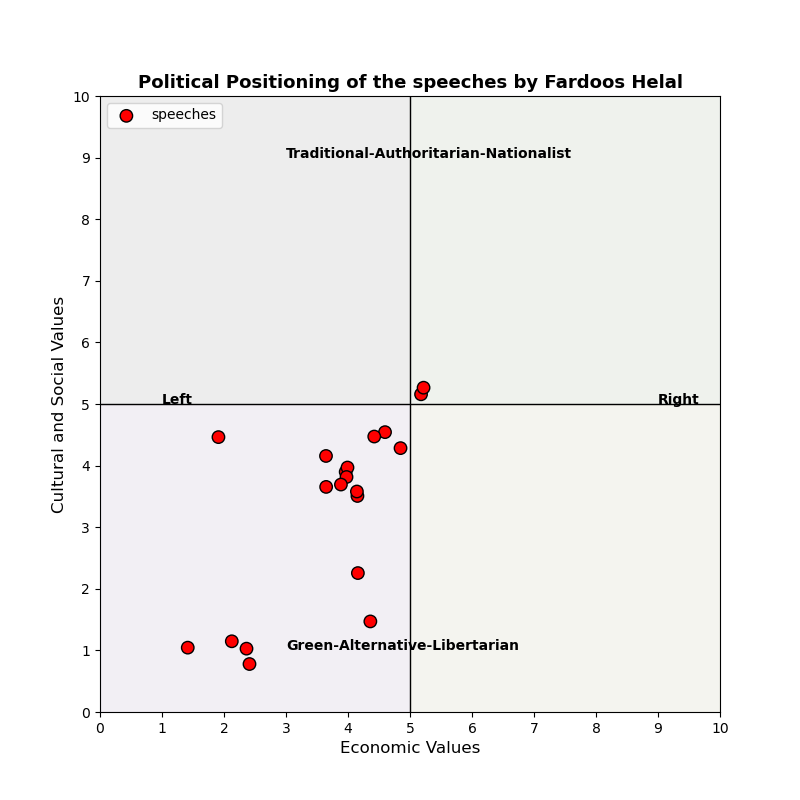 Political Positioning of the speeches by Fardoos Helal
speeches
Traditional-Authoritarian-Nationalist
Left
Right
Green-Alternative-Libertarian
10
9
8
7
6
5
4
3
2
1
0
Cultural and Social Values
0 1 2 3 4 5 6 7 8 9 10
Economic Values